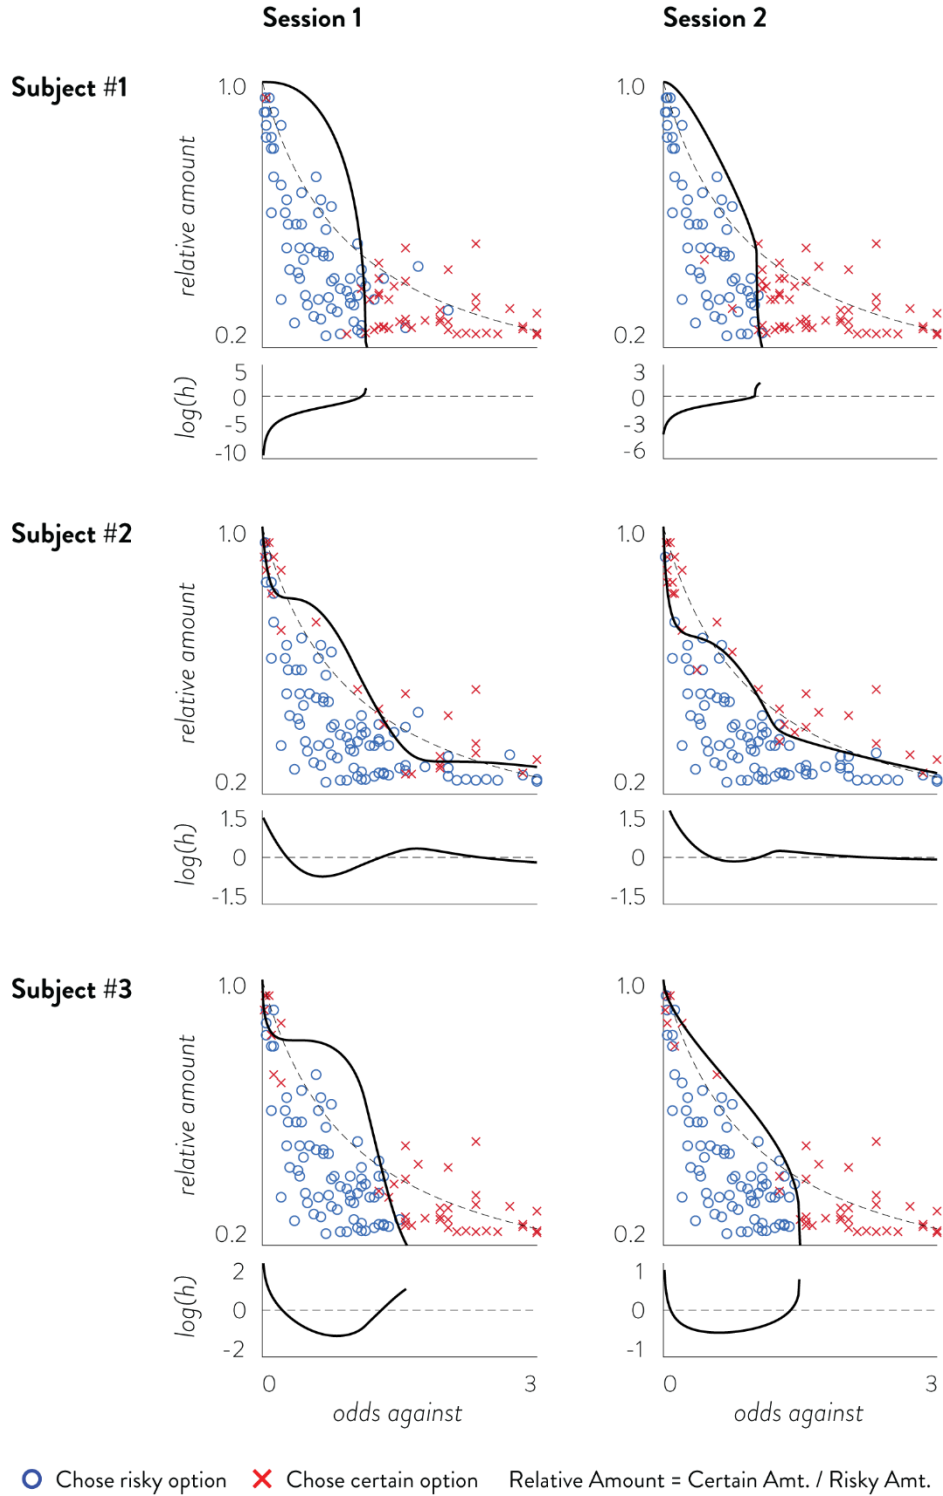 Session 1
Session 2
Subject #1
1.0
relative amount
0.2
1.0
relative amount
0.2
5
0
-5
-10
log(h)
3
0
-3
-6
Subject #2
1.0
relative amount
0.2
1.0
0.2
1.5
0
-1.5
log(h)
1.5
0
-1.5
Subject #3
1.0
relative amount
0.2
1.0
relative amount
0.2
2
0
-2
log(h)
1
0
-1
0
3
odds against
0
3
odds against
Chose risky option
Chose certain option
Relative Amount = Certain Amt. / Risky Amt.